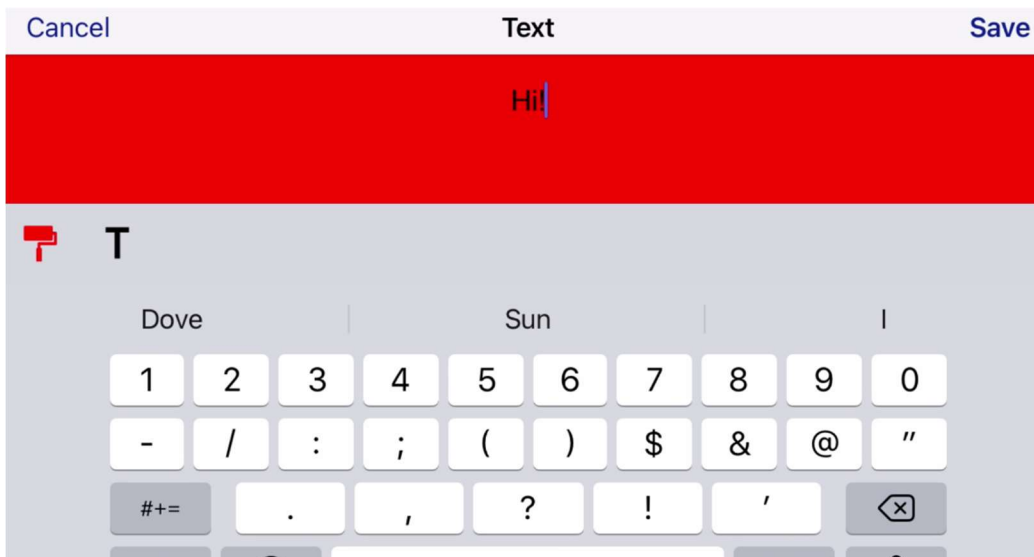 Cancel Text Save
Hi!
T
Dove Sun I
1 2 3 4 5 6 7 8 9 0
- / : ; ( ) $ & @ "
#+= . , ? ! '